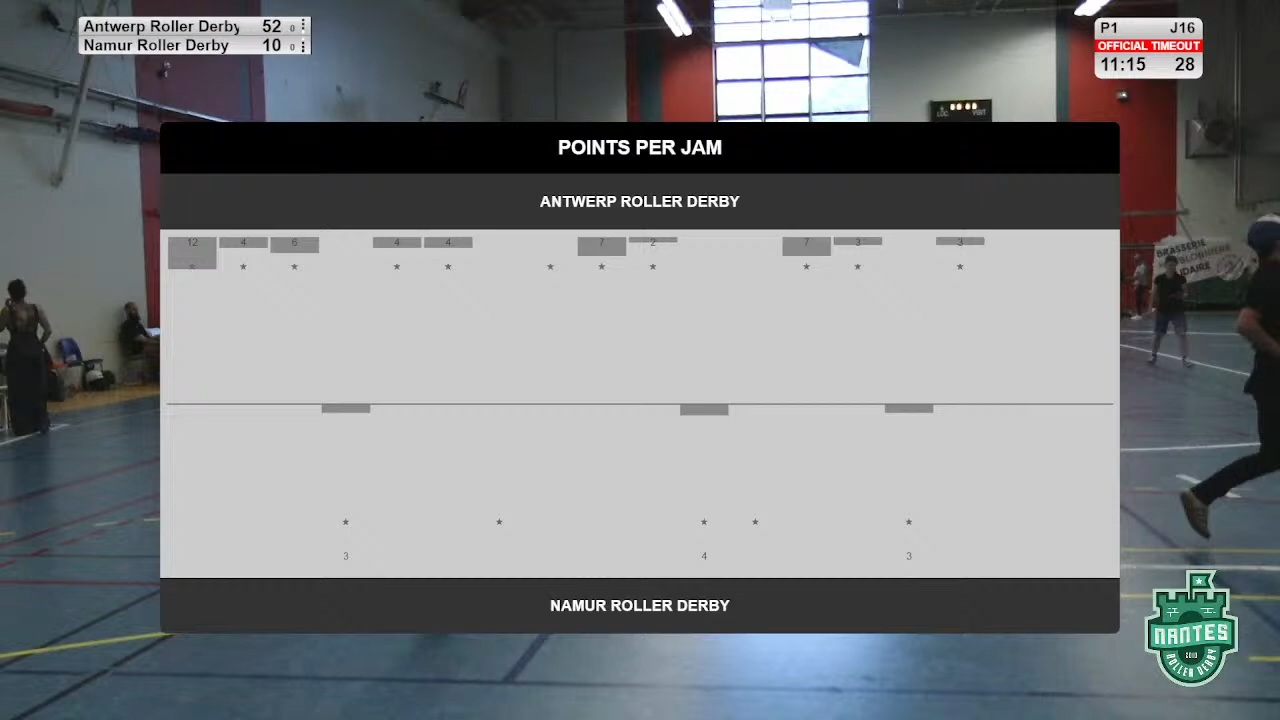 Antwerp Roller Derby 52 0
Namur Roller Derby 10 0
P1 J16
OFFICIAL TIMEOUT
11:15 28
POINTS PER JAM
ANTWERP ROLLER DERBY
12 4 6 4 4 7 2 7 3 3
3 4 3
NAMUR ROLLER DERBY
BRASSERIE
NANTES
ROLLER DERBY